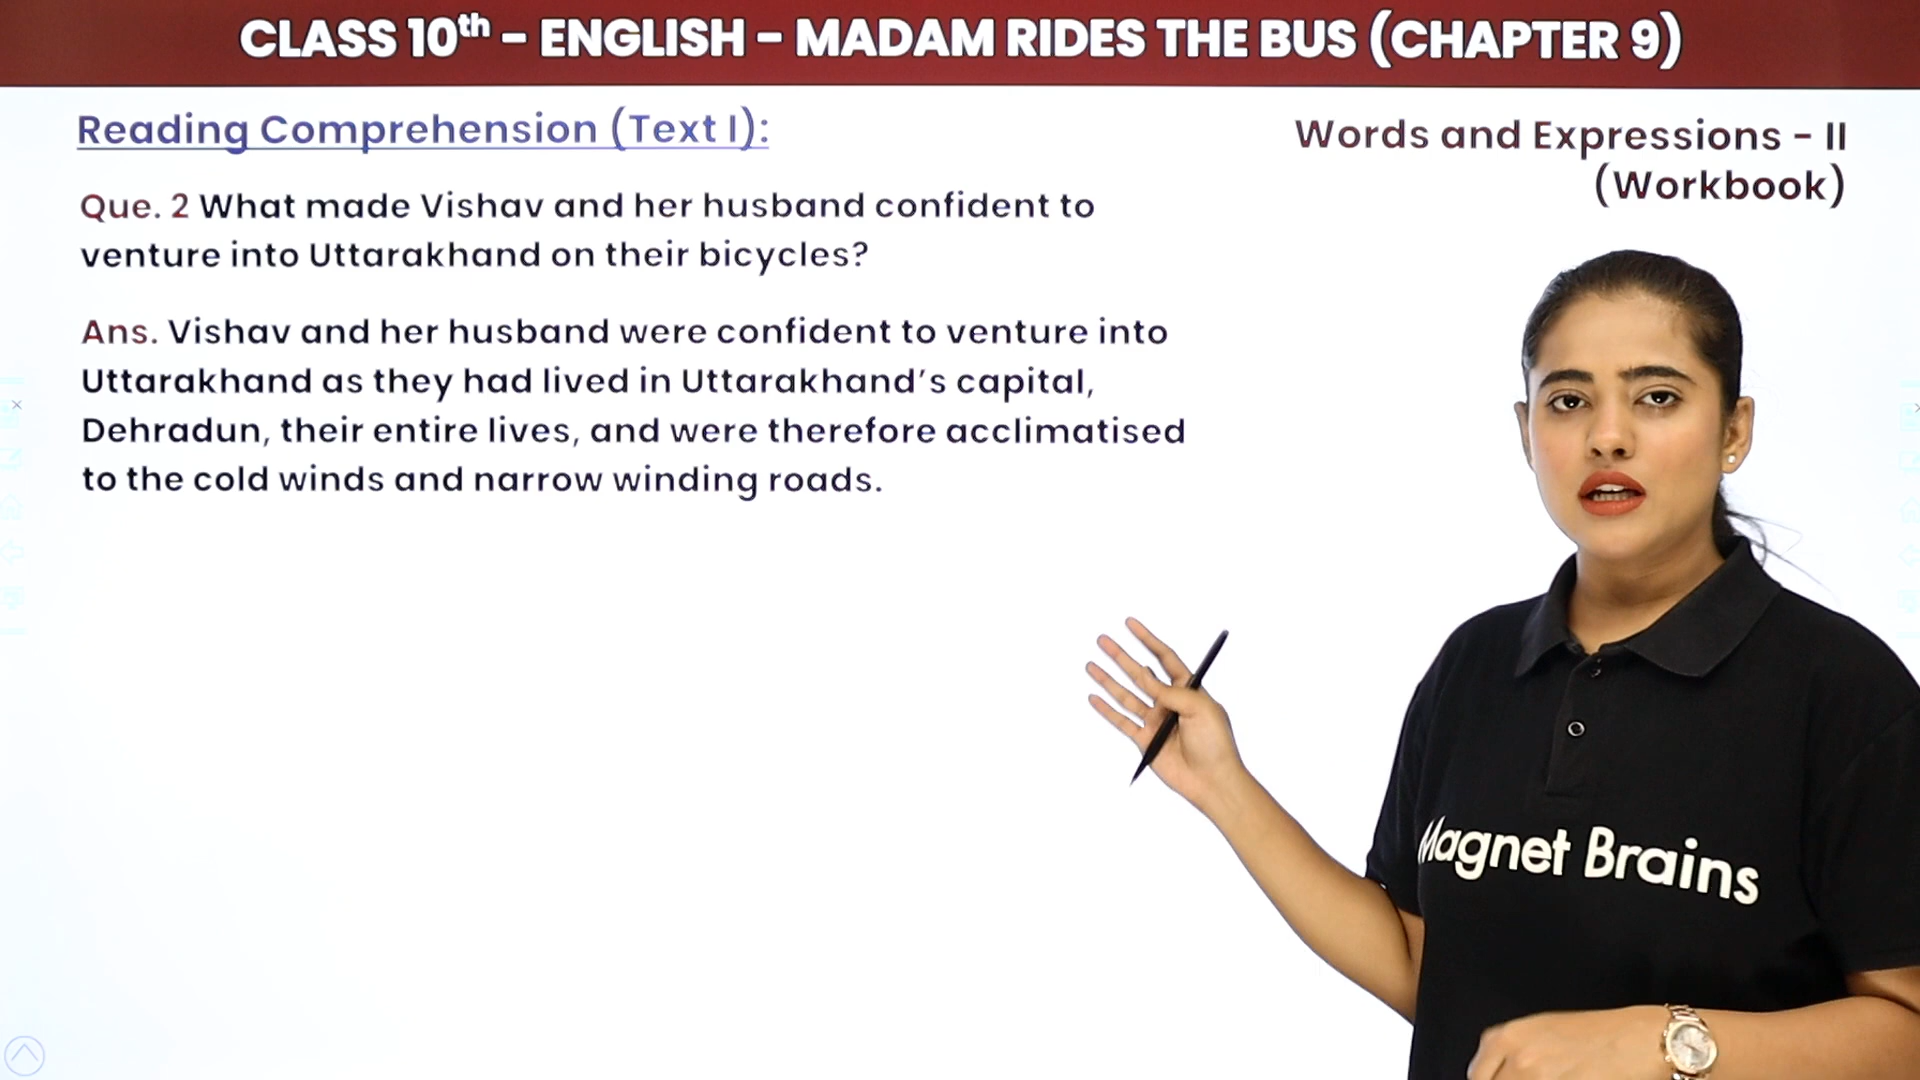 CLASS 10th - ENGLISH - MADAM RIDES THE BUS (CHAPTER 9)
Reading Comprehension (Text I):
Words and Expressions - II
(Workbook)
Que. 2 What made Vishav and her husband confident to
venture into Uttarakhand on their bicycles?
Ans. Vishav and her husband were confident to venture into
Uttarakhand as they had lived in Uttarakhand's capital,
Dehradun, their entire lives, and were therefore acclimatised
to the cold winds and narrow winding roads.
Magnet Brains